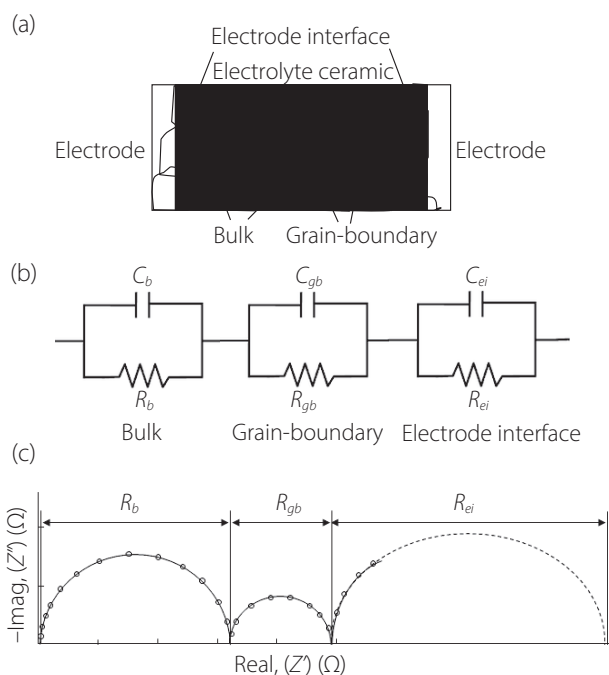 (a)
Electrode interface
Electrolyte ceramic
Electrode
Electrode
Bulk
Grain-boundary
(b)
C_b
C_gb
C_ei
R_b
R_gb
R_ei
Bulk
Grain-boundary
Electrode interface
(c)
R_b
R_gb
R_ei
–Imag, (Z″) (Ω)
Real, (Z′) (Ω)